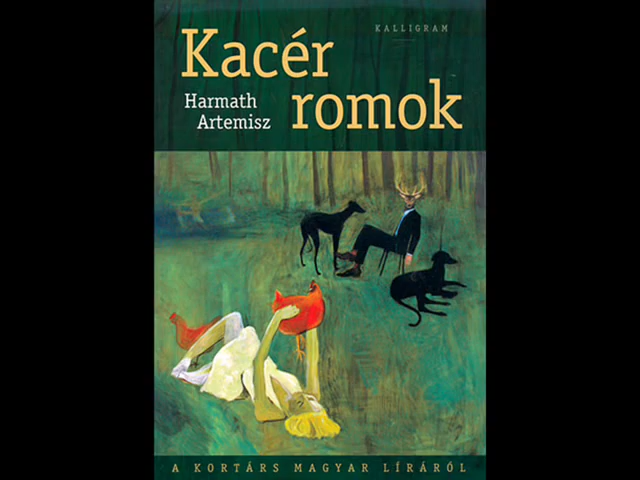 KALLIGRAM
Kacér
romok
Harmath
Artemisz
A KORTÁRS MAGYAR LÍRÁRÓL